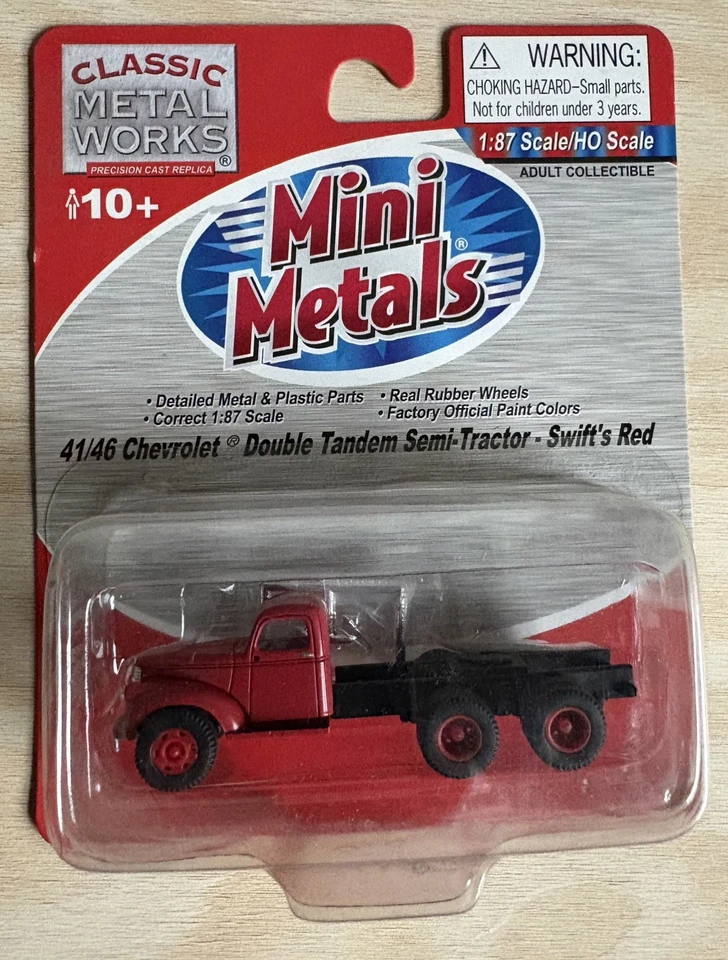 CLASSIC
METAL
WORKS®
PRECISION CAST REPLICA
10+
⚠ WARNING:
CHOKING HAZARD–Small parts.
Not for children under 3 years.
1:87 Scale/HO Scale
ADULT COLLECTIBLE
Mini
Metals®
• Detailed Metal & Plastic Parts • Real Rubber Wheels
• Correct 1:87 Scale • Factory Official Paint Colors
41/46 Chevrolet ® Double Tandem Semi-Tractor - Swift's Red